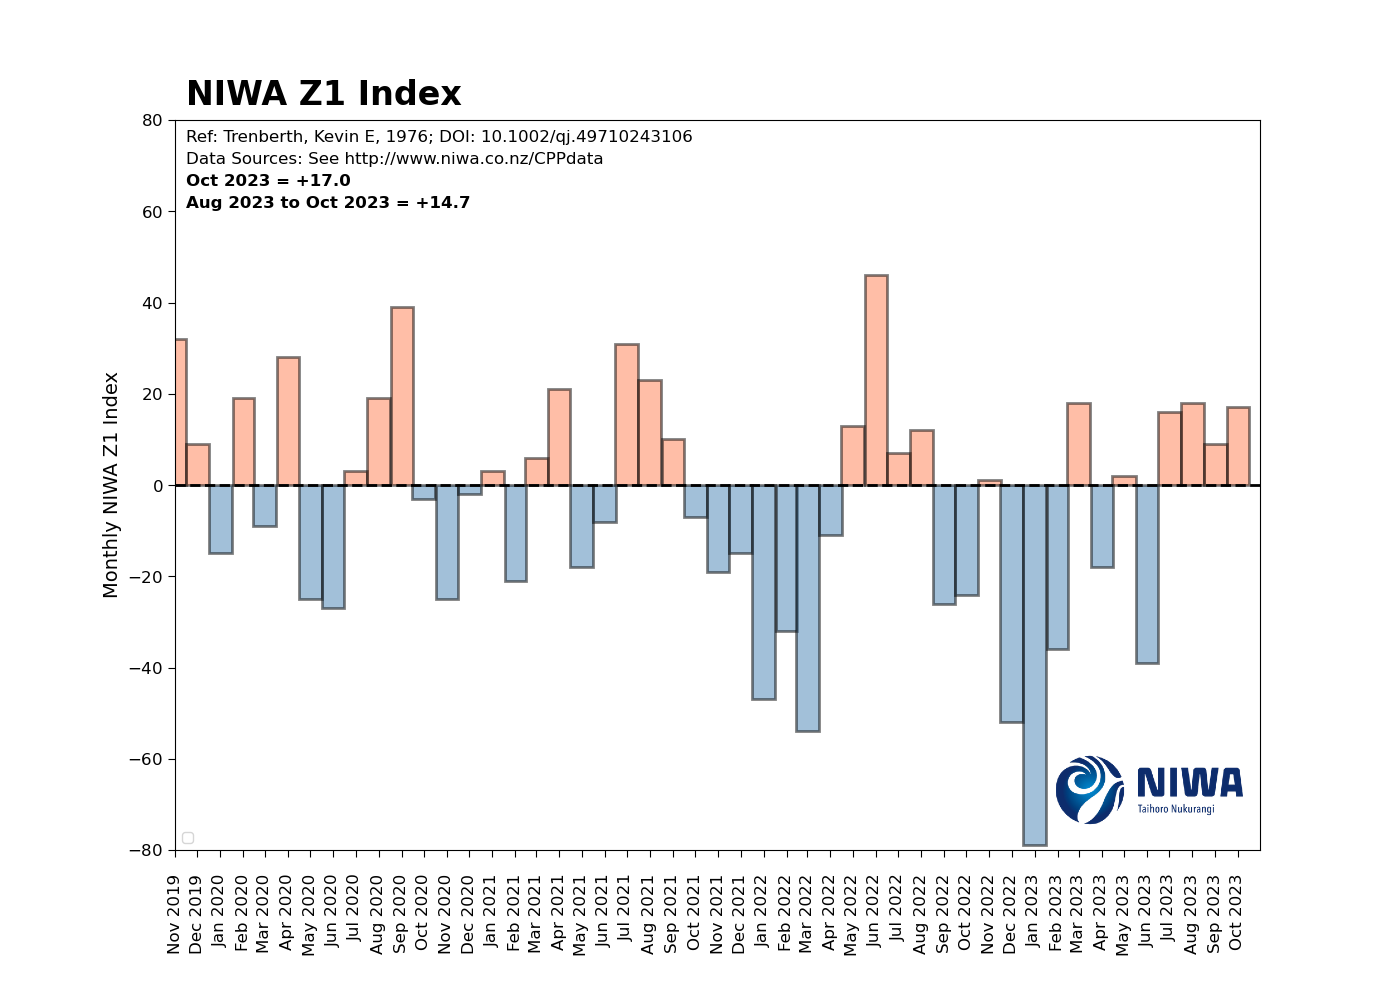 NIWA Z1 Index
Ref: Trenberth, Kevin E, 1976; DOI: 10.1002/qj.49710243106
Data Sources: See http://www.niwa.co.nz/CPPdata
Oct 2023 = +17.0
Aug 2023 to Oct 2023 = +14.7
Monthly NIWA Z1 Index
80
60
40
20
0
−20
−40
−60
−80
NIWA
Taihoro Nukurangi
Nov 2019
Dec 2019
Jan 2020
Feb 2020
Mar 2020
Apr 2020
May 2020
Jun 2020
Jul 2020
Aug 2020
Sep 2020
Oct 2020
Nov 2020
Dec 2020
Jan 2021
Feb 2021
Mar 2021
Apr 2021
May 2021
Jun 2021
Jul 2021
Aug 2021
Sep 2021
Oct 2021
Nov 2021
Dec 2021
Jan 2022
Feb 2022
Mar 2022
Apr 2022
May 2022
Jun 2022
Jul 2022
Aug 2022
Sep 2022
Oct 2022
Nov 2022
Dec 2022
Jan 2023
Feb 2023
Mar 2023
Apr 2023
May 2023
Jun 2023
Jul 2023
Aug 2023
Sep 2023
Oct 2023